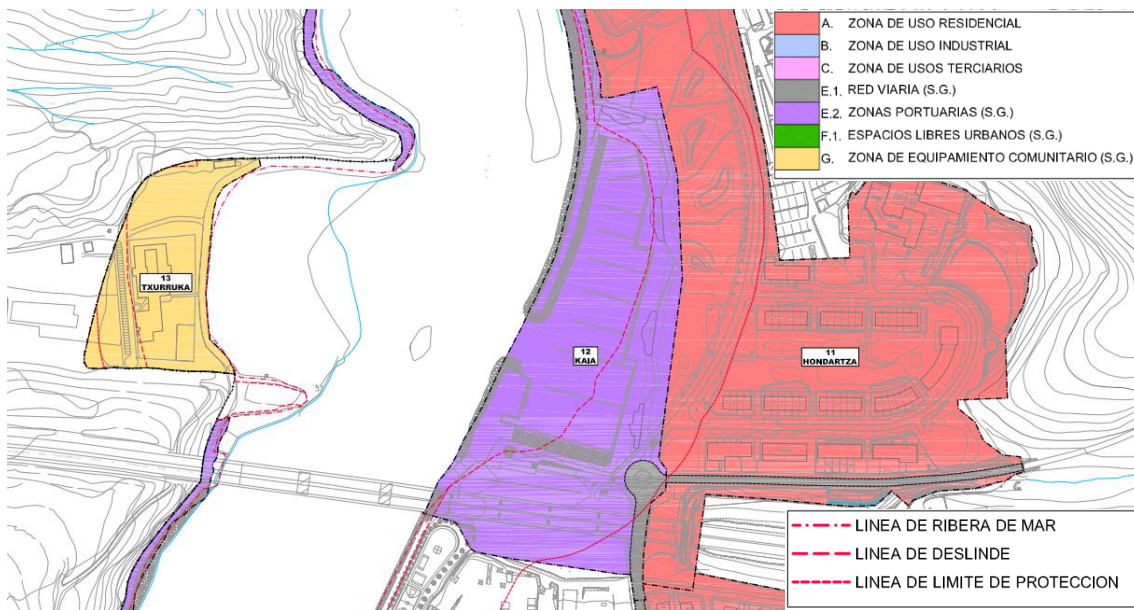 A. ZONA DE USO RESIDENCIAL
B. ZONA DE USO INDUSTRIAL
C. ZONA DE USOS TERCIARIOS
E.1. RED VIARIA (S.G.)
E.2. ZONAS PORTUARIAS (S.G.)
F.1. ESPACIOS LIBRES URBANOS (S.G.)
G. ZONA DE EQUIPAMIENTO COMUNITARIO (S.G.)
13
TXURRUKA
12
KAIA
11
HONDARTZA
LINEA DE RIBERA DE MAR
LINEA DE DESLINDE
LINEA DE LIMITE DE PROTECCION